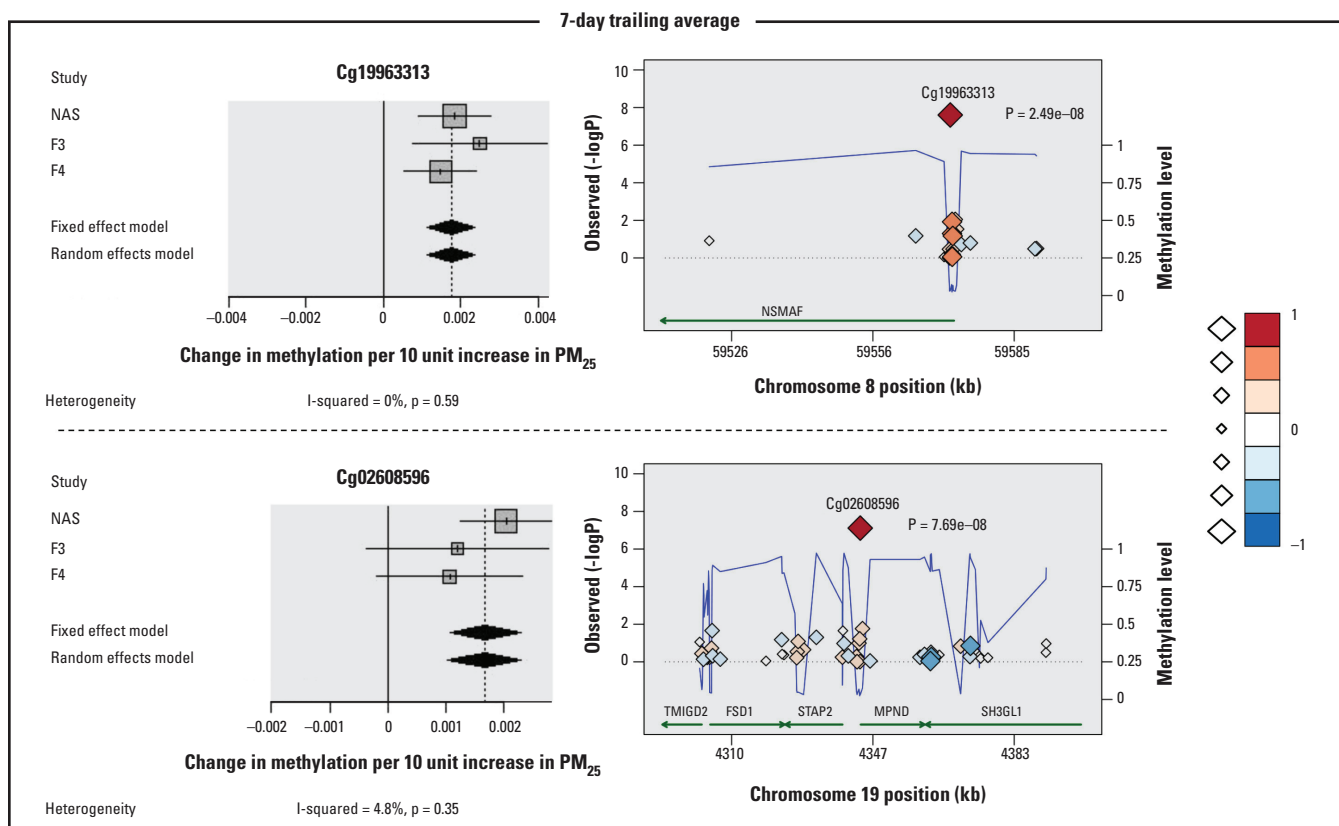 7-day trailing average
Study
Cg19963313
NAS
F3
F4
Fixed effect model
Random effects model
−0.004 −0.002 0 0.002 0.004
Change in methylation per 10 unit increase in PM25
Heterogeneity I-squared = 0%, p = 0.59
Observed (-logP)
10
8
6
4
2
0
Cg19963313
P = 2.49e−08
NSMAF
59526 59556 59585
Chromosome 8 position (kb)
Methylation level
1
0.75
0.5
0.25
0
Study
Cg02608596
NAS
F3
F4
Fixed effect model
Random effects model
−0.002 −0.001 0 0.001 0.002
Change in methylation per 10 unit increase in PM25
Heterogeneity I-squared = 4.8%, p = 0.35
Observed (-logP)
10
8
6
4
2
0
Cg02608596
P = 7.69e−08
TMIGD2 FSD1 STAP2 MPND SH3GL1
4310 4347 4383
Chromosome 19 position (kb)
Methylation level
1
0.75
0.5
0.25
0
1
0
−1